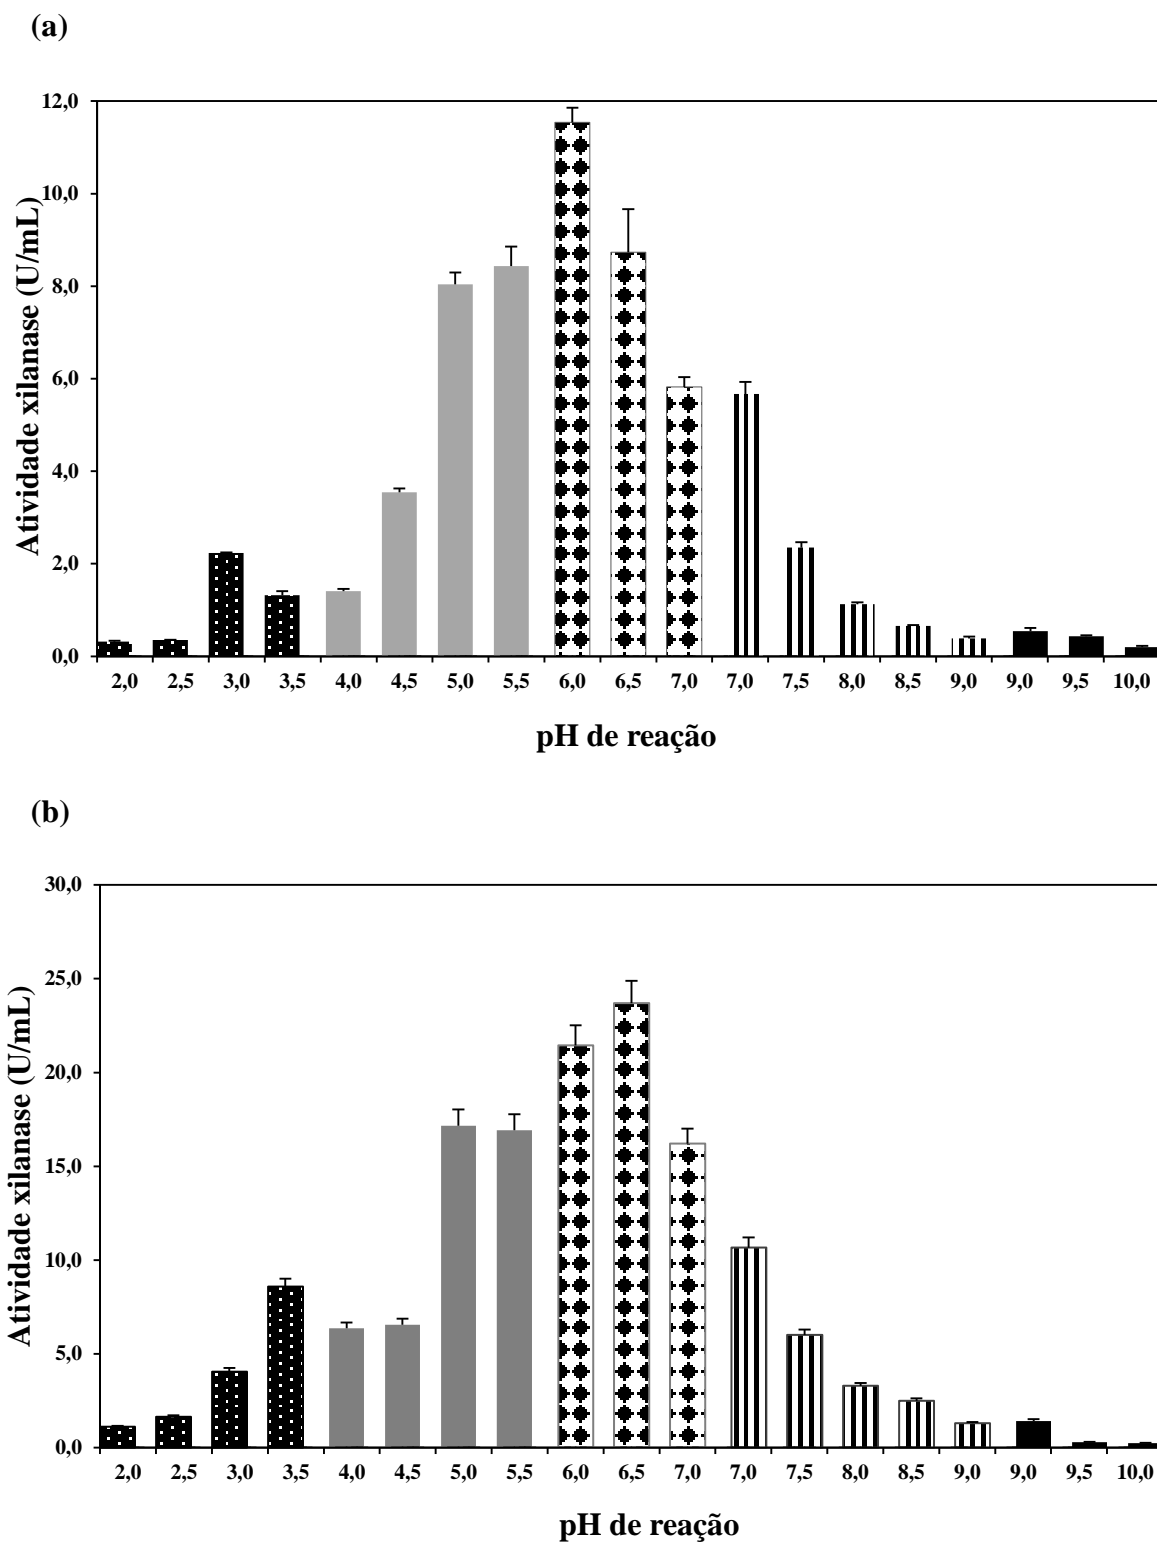 (a)
12,0
10,0
8,0
6,0
4,0
2,0
0,0
Atividade xilanase (U/mL)
2,0 2,5 3,0 3,5 4,0 4,5 5,0 5,5 6,0 6,5 7,0 7,0 7,5 8,0 8,5 9,0 9,0 9,5 10,0
pH de reação
(b)
30,0
25,0
20,0
15,0
10,0
5,0
0,0
Atividade xilanase (U/mL)
2,0 2,5 3,0 3,5 4,0 4,5 5,0 5,5 6,0 6,5 7,0 7,0 7,5 8,0 8,5 9,0 9,0 9,5 10,0
pH de reação